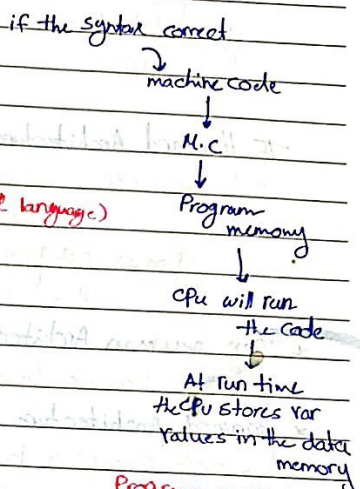 if the syntax correct
machine code
M.C
Program
language)
memory
CPU will run
the code
At run time
the CPU stores var
values in the data
memory